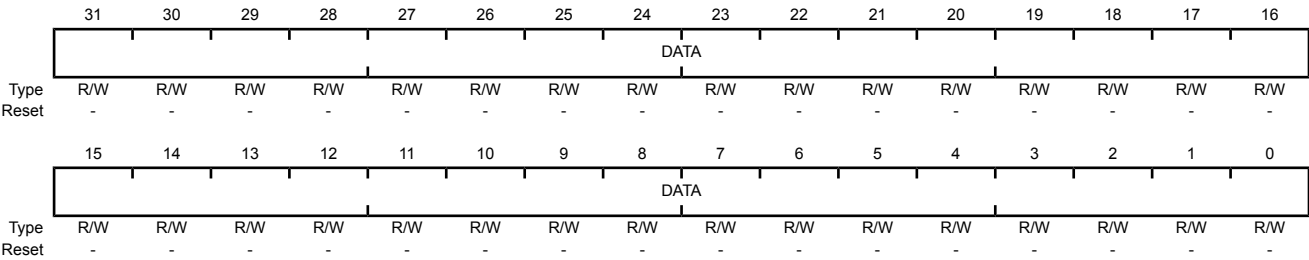 31 30 29 28 27 26 25 24 23 22 21 20 19 18 17 16
DATA
Type R/W R/W R/W R/W R/W R/W R/W R/W R/W R/W R/W R/W R/W R/W R/W R/W
Reset - - - - - - - - - - - - - - - -
15 14 13 12 11 10 9 8 7 6 5 4 3 2 1 0
DATA
Type R/W R/W R/W R/W R/W R/W R/W R/W R/W R/W R/W R/W R/W R/W R/W R/W
Reset - - - - - - - - - - - - - - - -